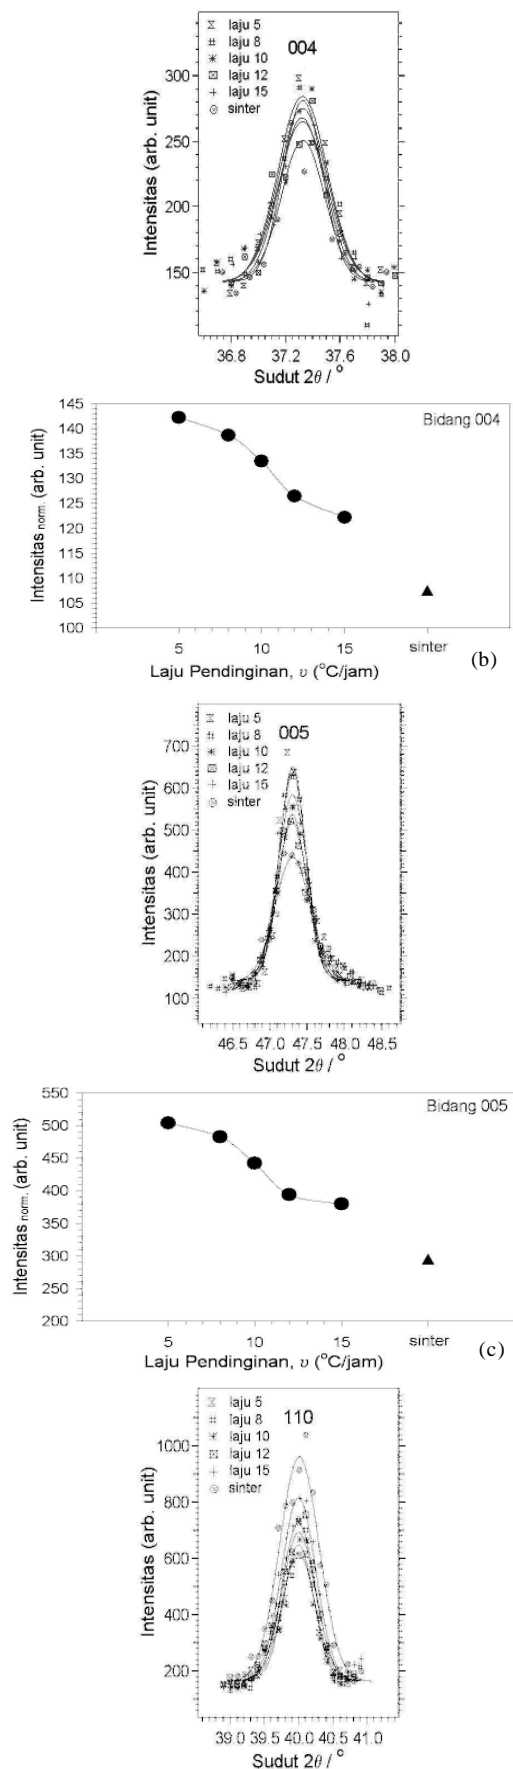 laju 5
laju 8
laju 10
laju 12
laju 15
sinter
004
Intensitas (arb. unit)
300
250
200
150
36.8 37.2 37.6 38.0
Sudut 2θ / °
145
140
135
130
125
120
115
110
105
100
Intensitas norm. (arb. unit)
Bidang 004
5 10 15 sinter
Laju Pendinginan, υ (°C/jam)
(b)
laju 5
laju 8
laju 10
laju 12
laju 15
sinter
005
Intensitas (arb. unit)
700
600
500
400
300
200
100
46.5 47.0 47.5 48.0 48.5
Sudut 2θ / °
550
500
450
400
350
300
250
200
Intensitas norm. (arb. unit)
Bidang 005
5 10 15 sinter
Laju Pendinginan, υ (°C/jam)
(c)
laju 5
laju 8
laju 10
laju 12
laju 15
sinter
110
Intensitas (arb. unit)
1000
800
600
400
200
39.0 39.5 40.0 40.5 41.0
Sudut 2θ / °